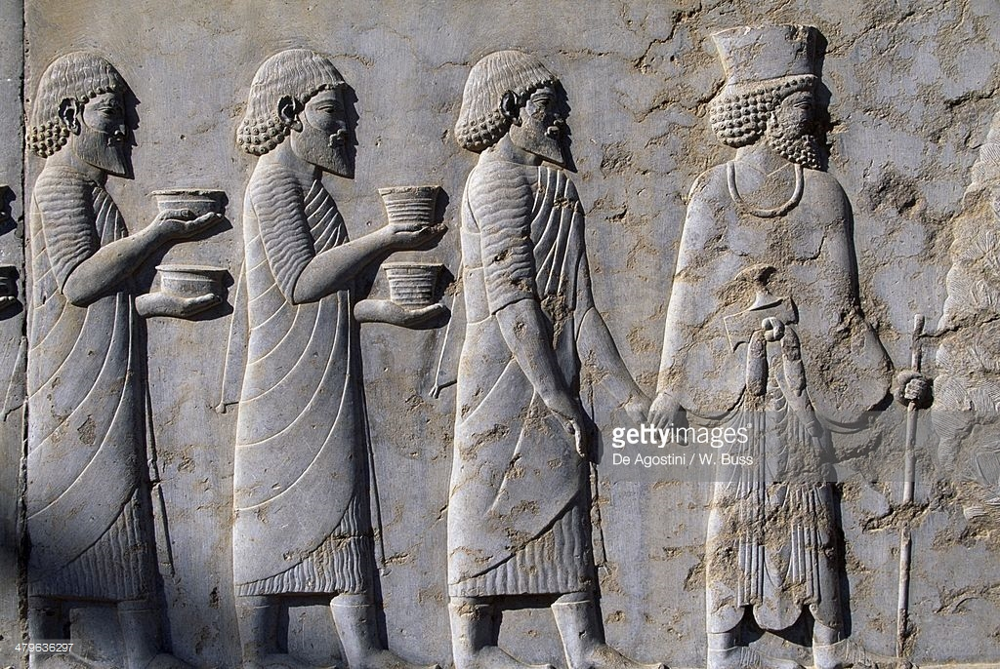 gettyimages
De Agostini / W. Buss
479636297